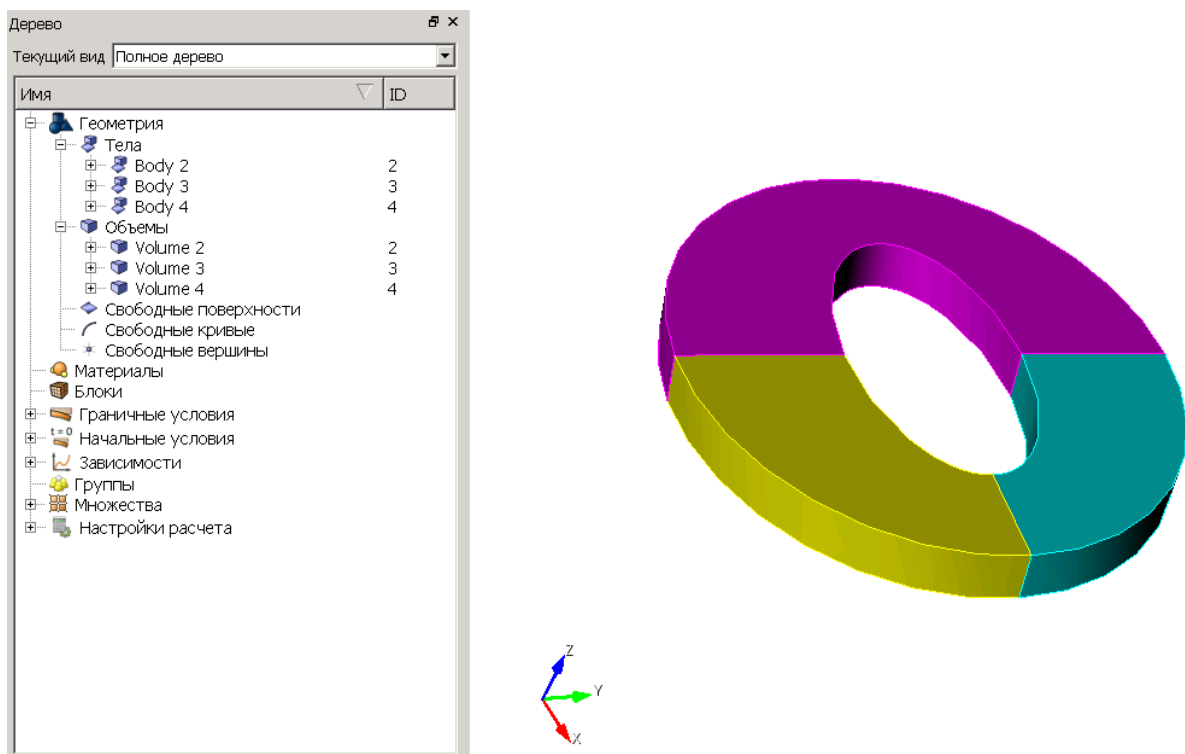 Дерево
Текущий вид Полное дерево
Имя ID
Геометрия
Тела
Body 2 2
Body 3 3
Body 4 4
Объемы
Volume 2 2
Volume 3 3
Volume 4 4
Свободные поверхности
Свободные кривые
Свободные вершины
Материалы
Блоки
Граничные условия
t=0 Начальные условия
Зависимости
Группы
Множества
Настройки расчета
Z
Y
X